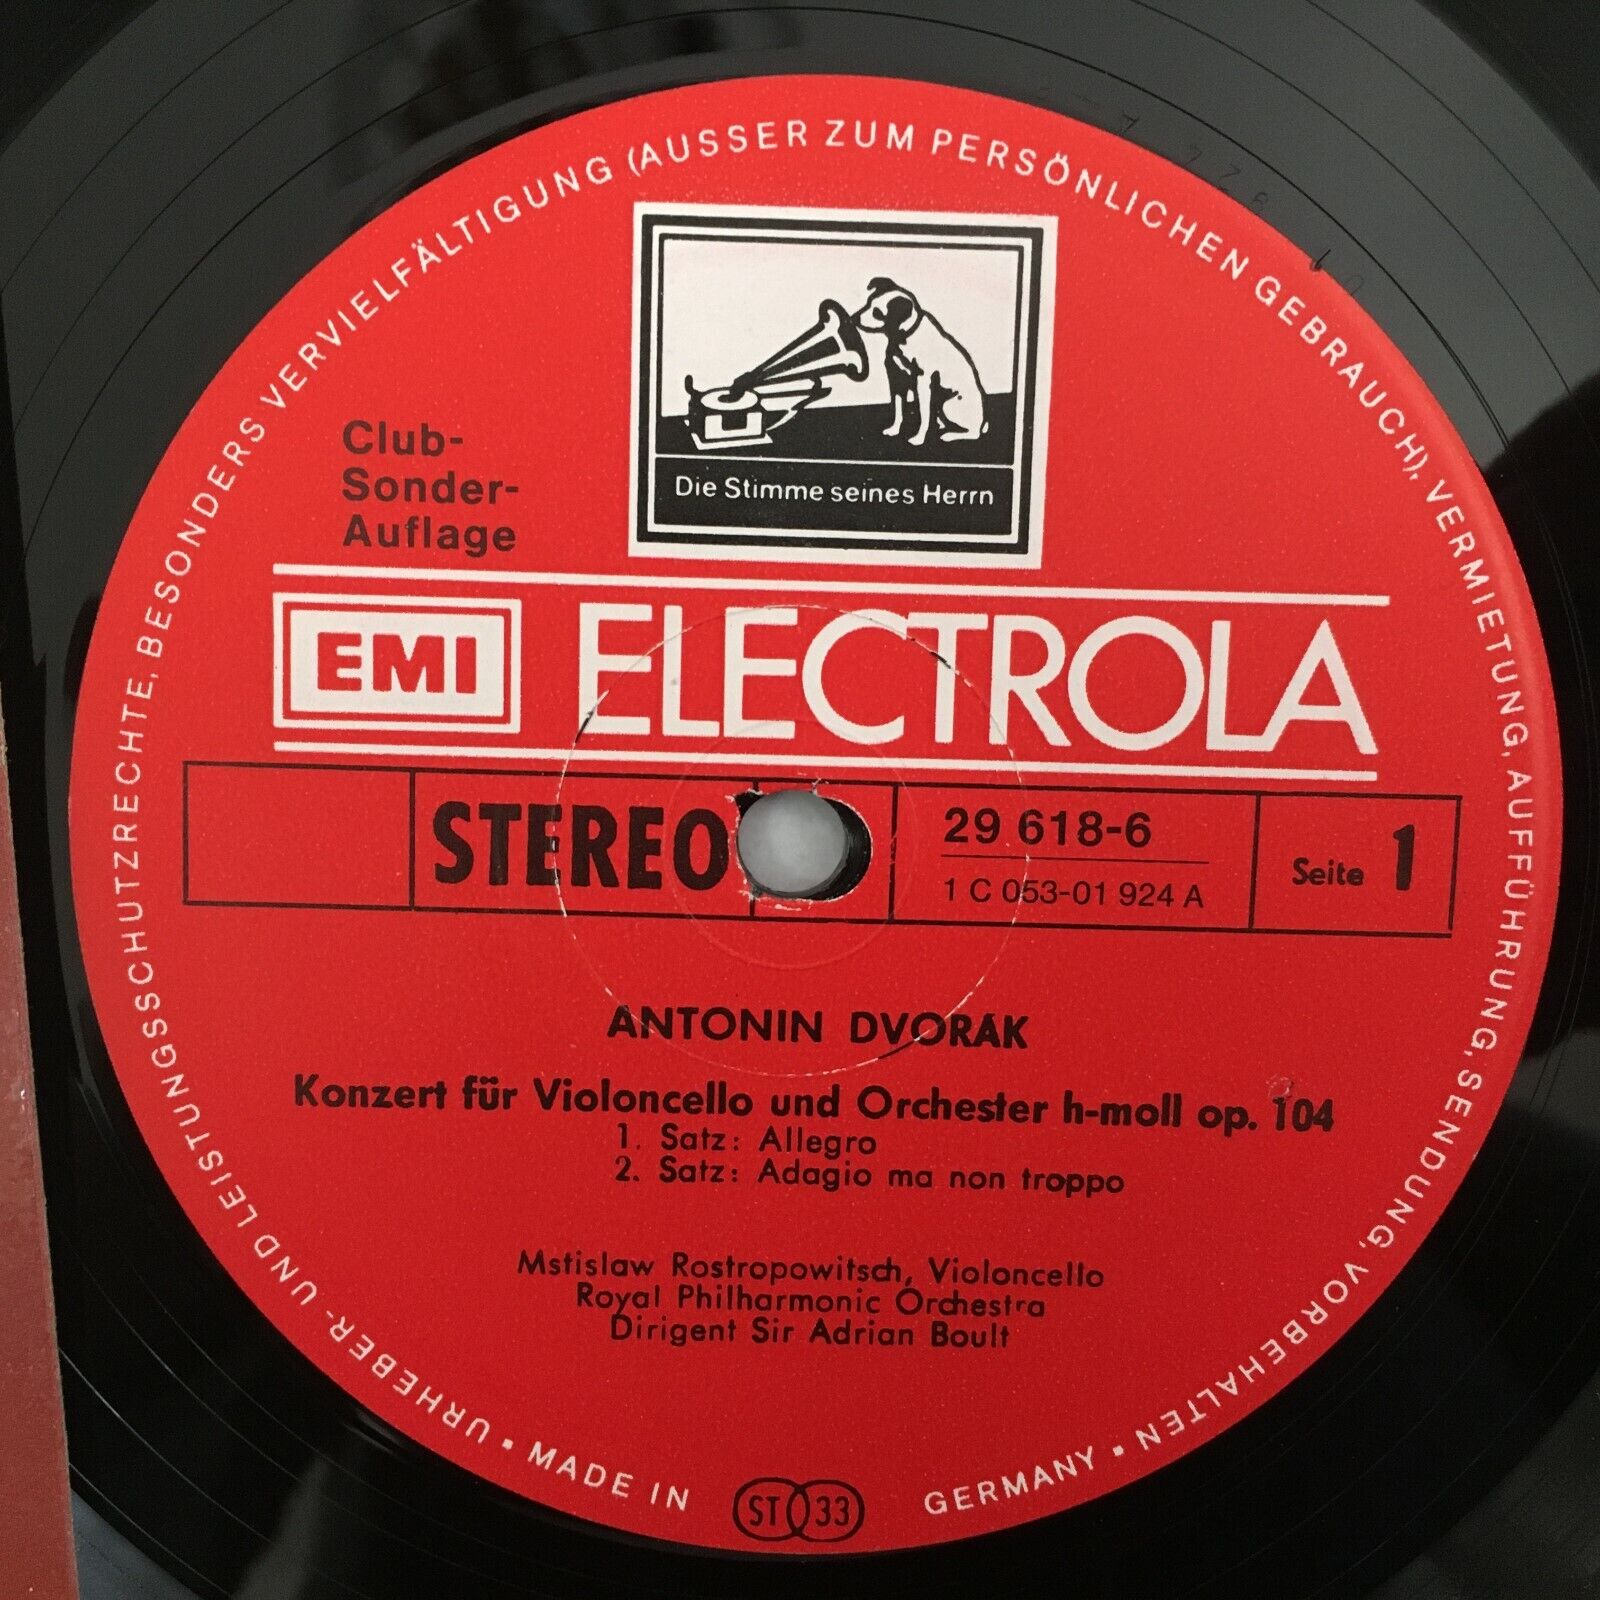 URHEBER- UND LEISTUNGSSCHUTZRECHTE, BESONDERS VERVIELFÄLTIGUNG (AUSSER ZUM PERSÖNLICHEN GEBRAUCH), VERMIETUNG, AUFFÜHRUNG, SENDUNG, VORBEHALTEN •
Die Stimme seines Herrn
Club-
Sonder-
Auflage
EMI ELECTROLA
STEREO
29 618-6
1 C 053-01 924 A
Seite 1
ANTONIN DVORAK
Konzert für Violoncello und Orchester h-moll op. 104
1. Satz: Allegro
2. Satz: Adagio ma non troppo
Mstislaw Rostropowitsch, Violoncello
Royal Philharmonic Orchestra
Dirigent Sir Adrian Boult
• MADE IN ST 33 GERMANY